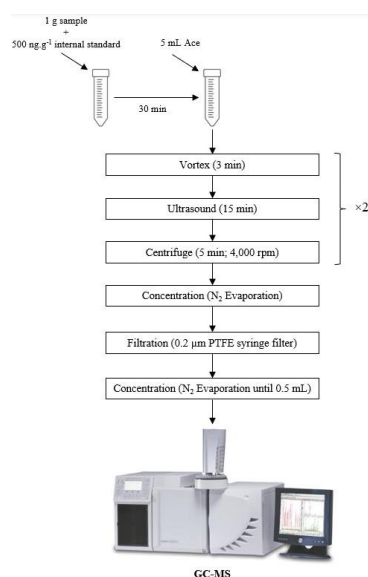 1 g sample
+
500 ng.g⁻¹ internal standard
5 mL Ace
30 min
Vortex (3 min)
Ultrasound (15 min)
×2
Centrifuge (5 min; 4,000 rpm)
Concentration (N₂ Evaporation)
Filtration (0.2 µm PTFE syringe filter)
Concentration (N₂ Evaporation until 0.5 mL)
GC-MS